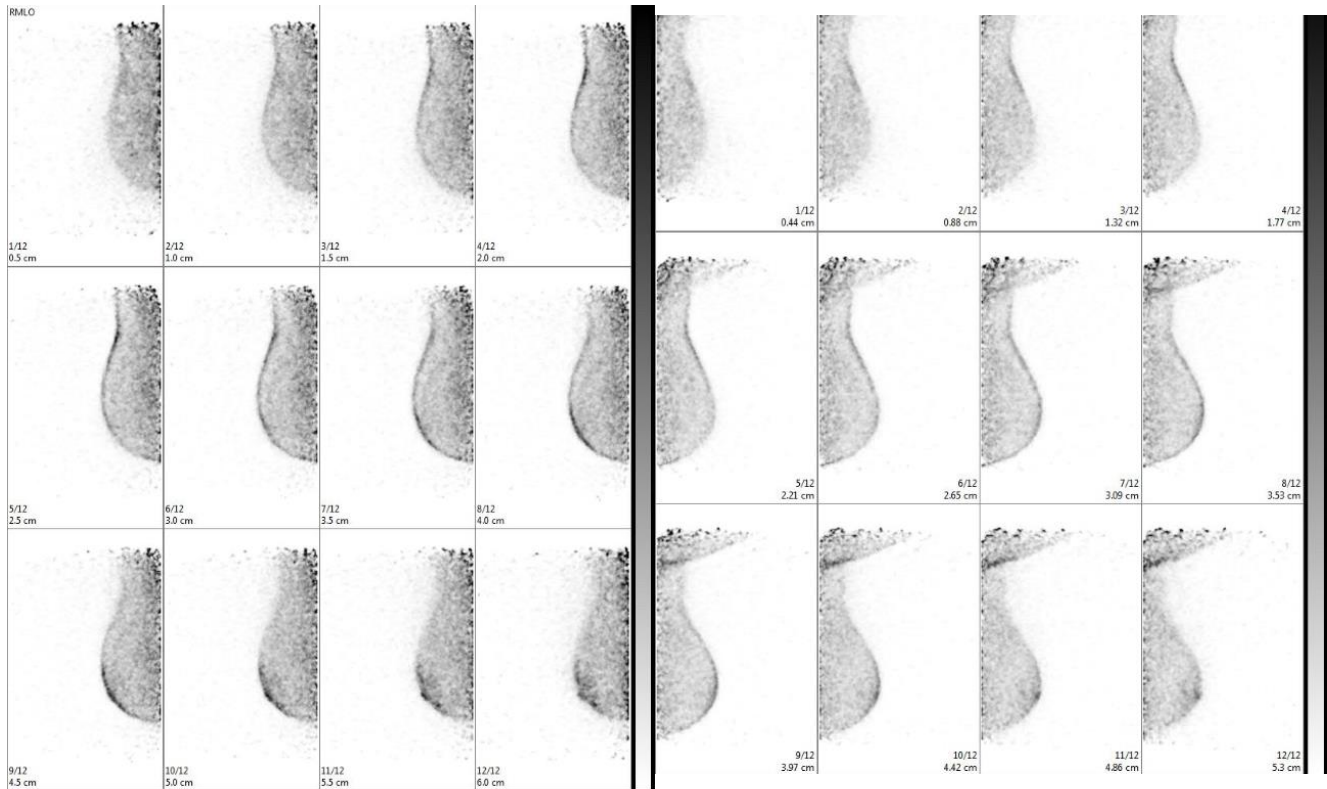 RMLO
1/12
0.5 cm
2/12
1.0 cm
3/12
1.5 cm
4/12
2.0 cm
5/12
2.5 cm
6/12
3.0 cm
7/12
3.5 cm
8/12
4.0 cm
9/12
4.5 cm
10/12
5.0 cm
11/12
5.5 cm
12/12
6.0 cm
1/12
0.44 cm
2/12
0.88 cm
3/12
1.32 cm
4/12
1.77 cm
5/12
2.21 cm
6/12
2.65 cm
7/12
3.09 cm
8/12
3.53 cm
9/12
3.97 cm
10/12
4.42 cm
11/12
4.86 cm
12/12
5.3 cm